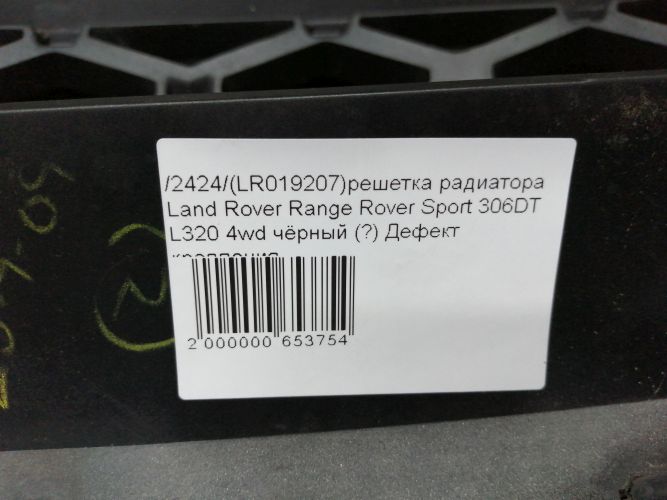 /2424/(LR019207)решетка радиатора
Land Rover Range Rover Sport 306DT
L320 4wd чёрный (?) Дефект
2 000000 653754